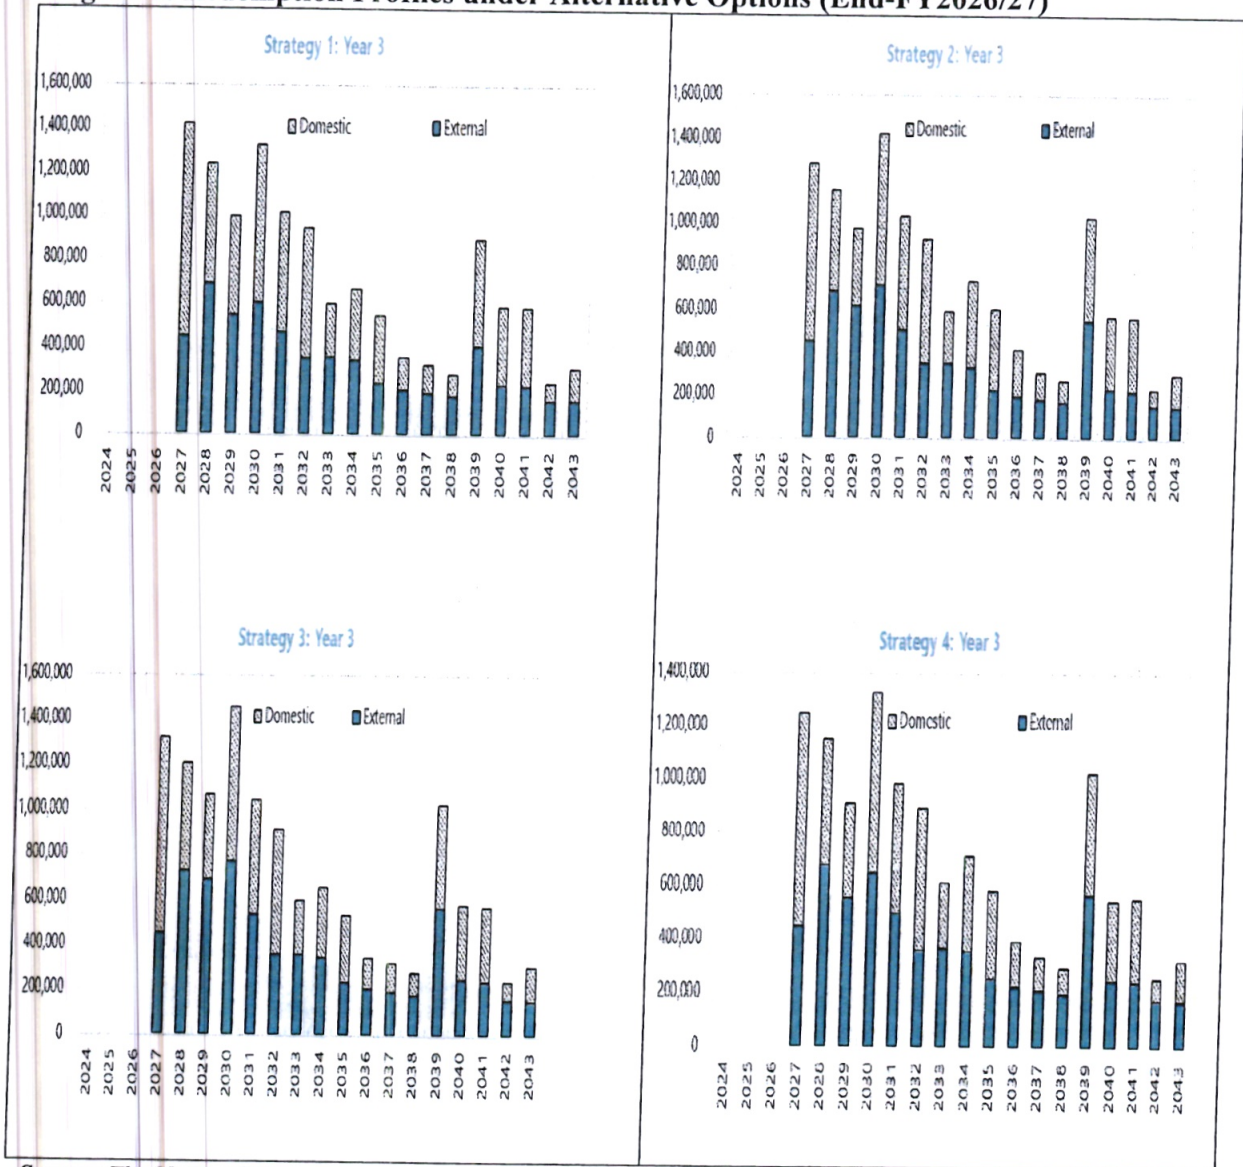 Profiles under Alternative Options (End-FY2026/27)
Strategy 1: Year 3
1,600,000
1,400,000
1,200,000
1,000,000
800,000
600,000
400,000
200,000
0
Domestic External
2024 2025 2026 2027 2028 2029 2030 2031 2032 2033 2034 2035 2036 2037 2038 2039 2040 2041 2042 2043
Strategy 2: Year 3
1,600,000
1,400,000
1,200,000
1,000,000
800,000
600,000
400,000
200,000
0
Domestic External
2024 2025 2026 2027 2028 2029 2030 2031 2032 2033 2034 2035 2036 2037 2038 2039 2040 2041 2042 2043
Strategy 3: Year 3
1,600,000
1,400,000
1,200,000
1,000,000
800,000
600,000
400,000
200,000
0
Domestic External
2024 2025 2026 2027 2028 2029 2030 2031 2032 2033 2034 2035 2036 2037 2038 2039 2040 2041 2042 2043
Strategy 4: Year 3
1,400,000
1,200,000
1,000,000
800,000
600,000
400,000
200,000
0
Domestic External
2024 2025 2026 2027 2028 2029 2030 2031 2032 2033 2034 2035 2036 2037 2038 2039 2040 2041 2042 2043